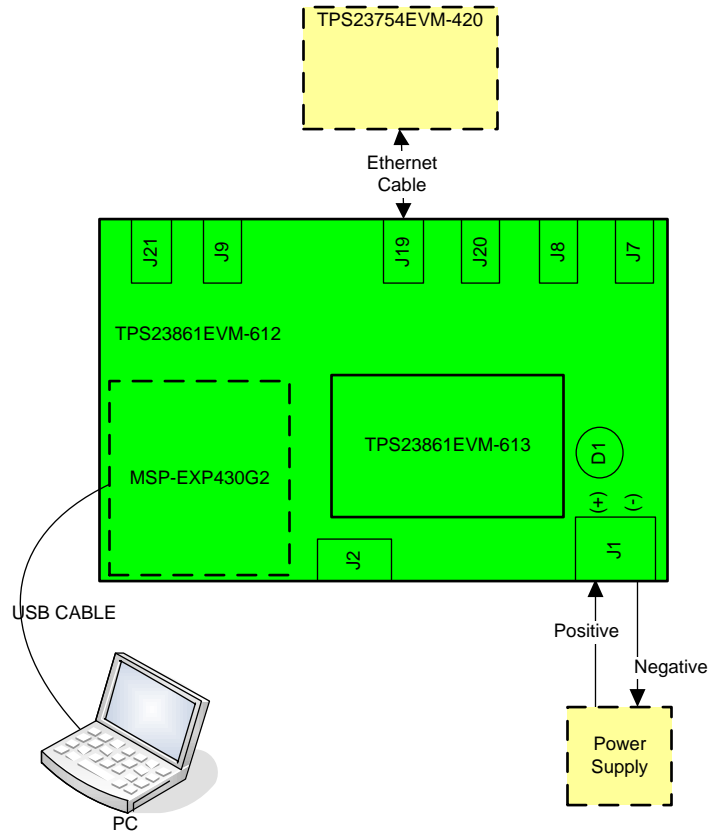 TPS23754EVM-420
Ethernet
Cable
J21
J9
J19
J20
J8
J7
TPS23861EVM-612
MSP-EXP430G2
TPS23861EVM-613
D1
(+)
(-)
J2
J1
USB CABLE
Positive
Negative
Power
Supply
PC